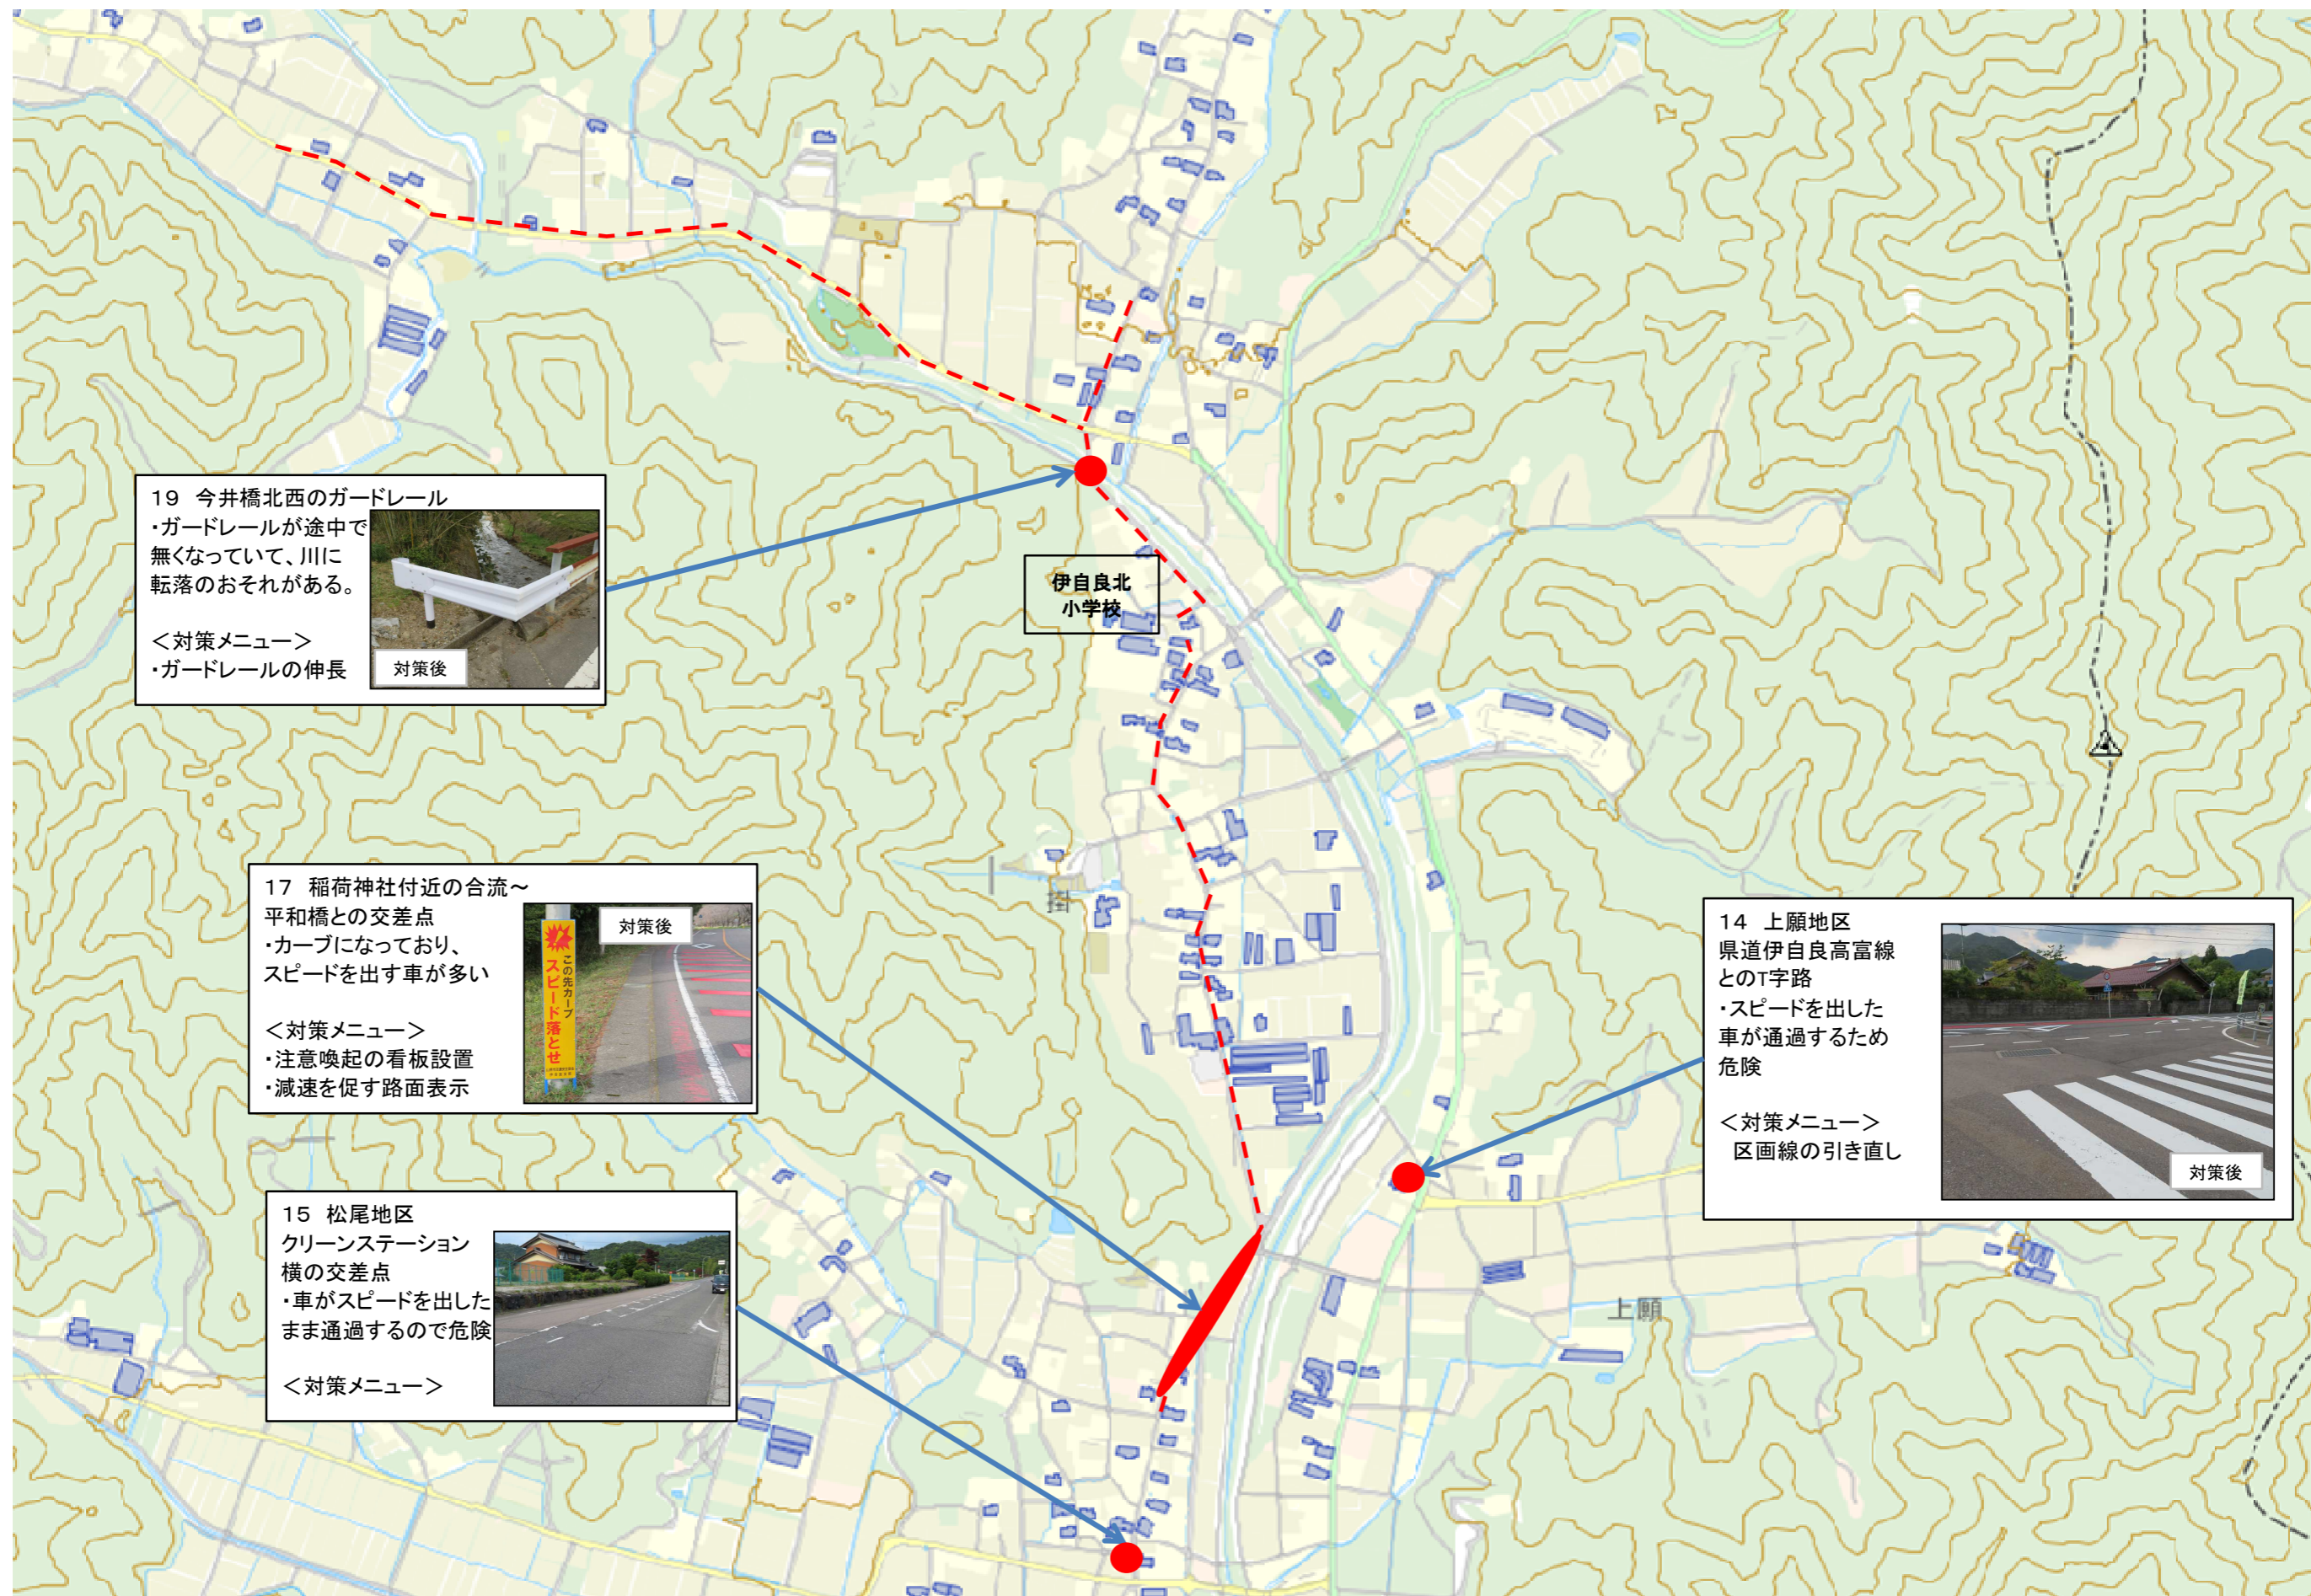 19 今井橋北西のガードレール
・ガードレールが途中で
無くなっていて、川に
転落のおそれがある。
＜対策メニュー＞
・ガードレールの伸長
対策後
伊自良北
小学校
17 稲荷神社付近の合流～
平和橋との交差点
・カーブになっており、
スピードを出す車が多い
＜対策メニュー＞
・注意喚起の看板設置
・減速を促す路面表示
対策後
この先カーブ
スピード落とせ
掛
14 上願地区
県道伊自良高富線
とのT字路
・スピードを出した
車が通過するため
危険
＜対策メニュー＞
区画線の引き直し
対策後
15 松尾地区
クリーンステーション
横の交差点
・車がスピードを出した
まま通過するので危険
＜対策メニュー＞
上願